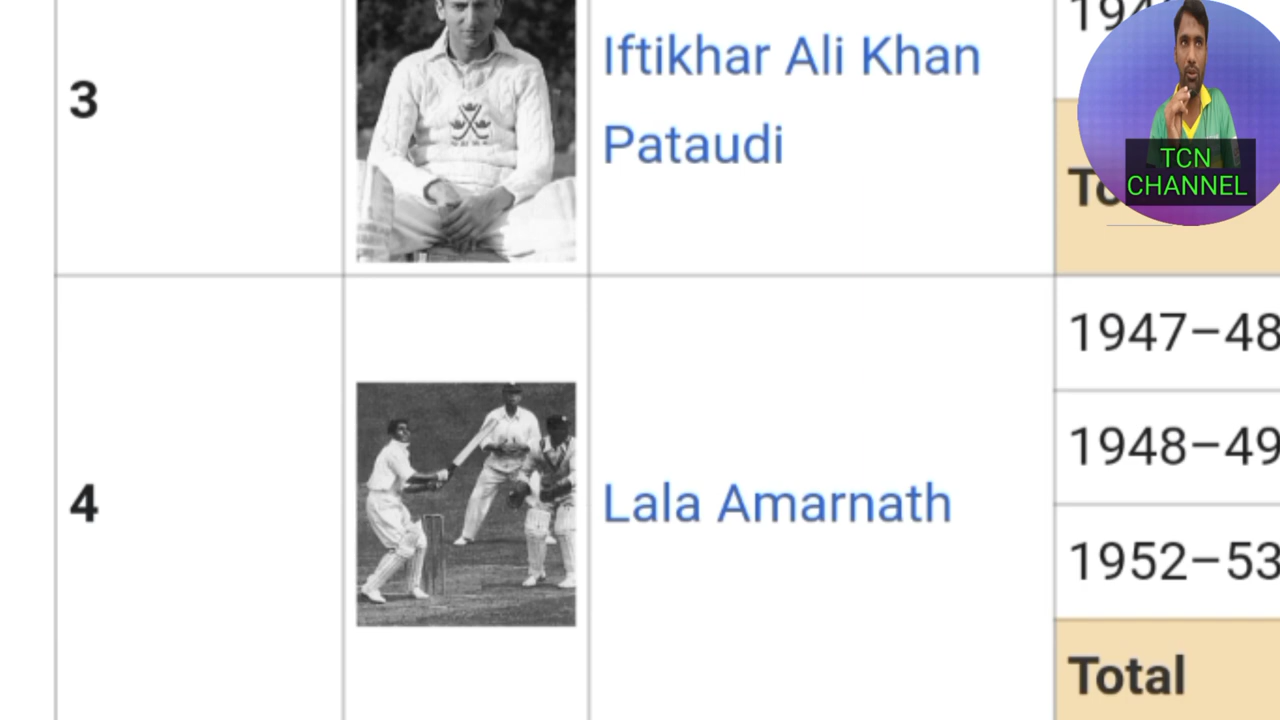 3
Iftikhar Ali Khan
Pataudi
TCN
CHANNEL
4
Lala Amarnath
1947–48
1948–49
1952–53
Total